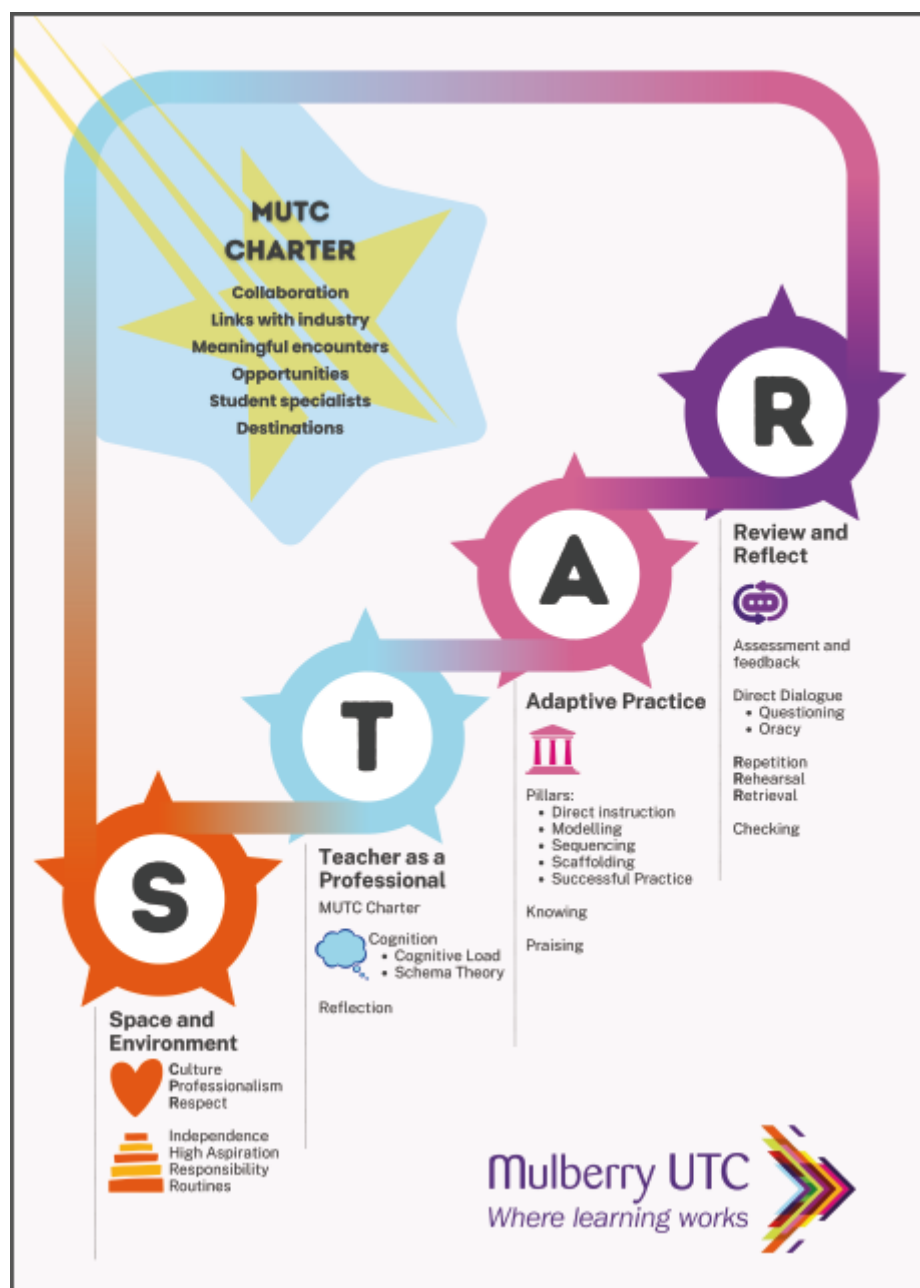 MUTC
CHARTER
Collaboration
Links with industry
Meaningful encounters
Opportunities
Student specialists
Destinations
R
Review and
Reflect
Assessment and
feedback
Direct Dialogue
• Questioning
• Oracy
Repetition
Rehearsal
Retrieval
Checking
A
Adaptive Practice
Pillars:
• Direct instruction
• Modelling
• Sequencing
• Scaffolding
• Successful Practice
Knowing
Praising
T
Teacher as a
Professional
MUTC Charter
Cognition
• Cognitive Load
• Schema Theory
Reflection
S
Space and
Environment
Culture
Professionalism
Respect
Independence
High Aspiration
Responsibility
Routines
Mulberry UTC
Where learning works